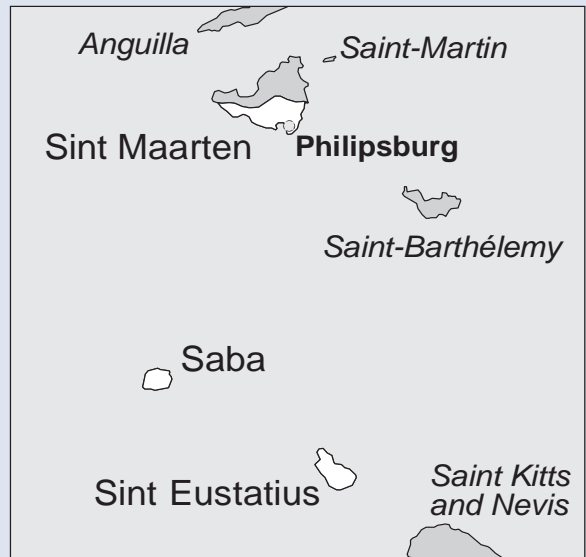 Anguilla
Saint-Martin
Sint Maarten
Philipsburg
Saint-Barthélemy
Saba
Sint Eustatius
Saint Kitts
and Nevis